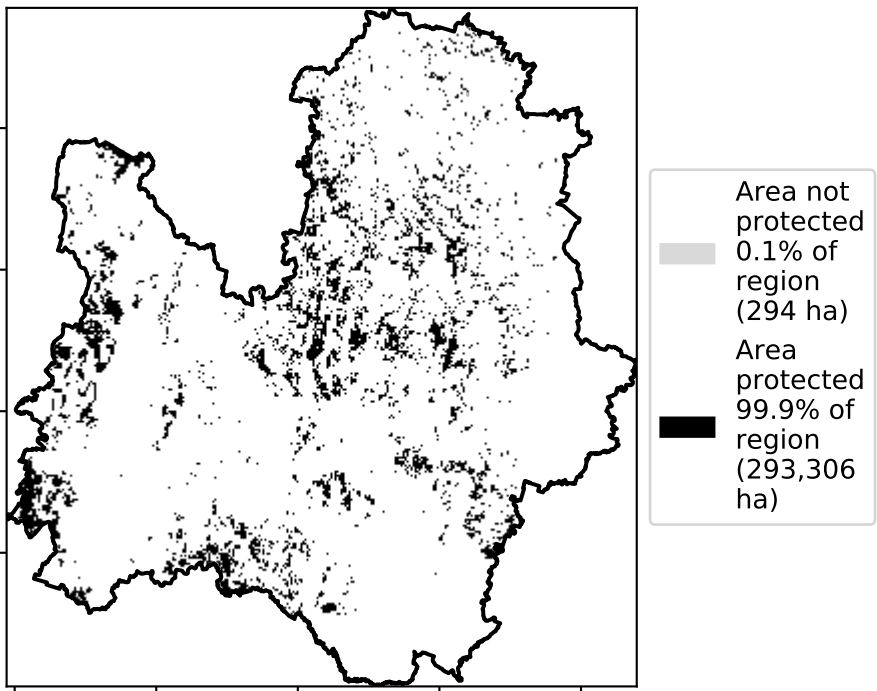 Area not
protected
0.1% of
region
(294 ha)
Area
protected
99.9% of
region
(293,306
ha)